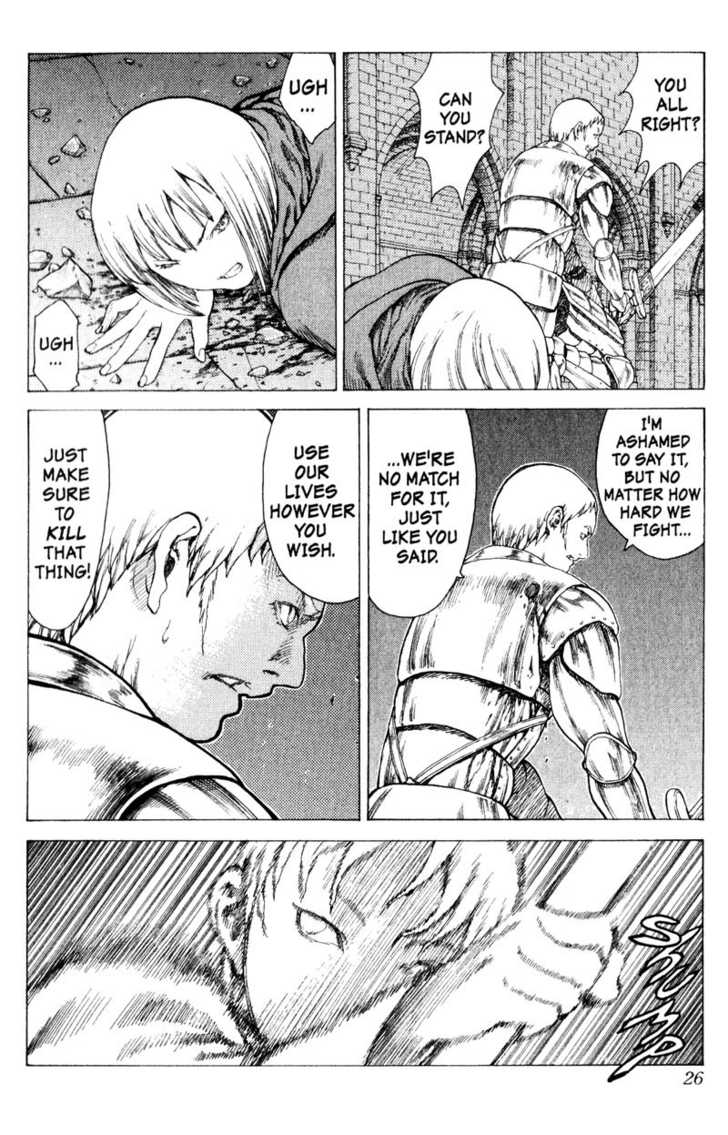 YOU
ALL
RIGHT?
CAN
YOU
STAND?
UGH
...
UGH
...
I'M
ASHAMED
TO SAY IT,
BUT NO
MATTER HOW
HARD WE
FIGHT...
...WE'RE
NO MATCH
FOR IT,
JUST
LIKE YOU
SAID.
USE
OUR
LIVES
HOWEVER
YOU
WISH.
JUST
MAKE
SURE
TO
KILL
THAT
THING!
SLUMP
26